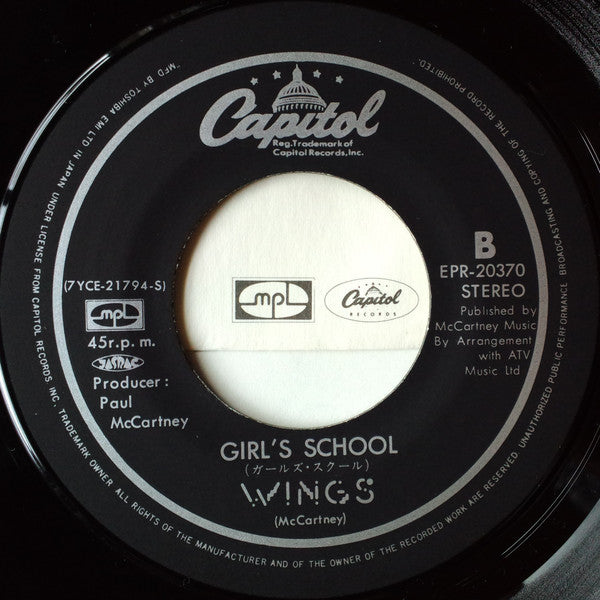 Capitol
Reg. Trademark of
Capitol Records, Inc.
"MFD BY TOSHIBA EMI LTD IN JAPAN UNDER LICENSE FROM CAPITOL RECORDS INC. TRADEMARK OWNER ALL RIGHTS OF THE MANUFACTURER AND OF THE OWNER OF THE RECORDED WORK ARE RESERVED. UNAUTHORIZED PUBLIC PERFORMANCE BROADCASTING AND COPYING OF THE RECORD PROHIBITED."
B
EPR-20370
STEREO
Published by
McCartney Music
By Arrangement
with ATV
Music Ltd
(7YCE-21794-S)
mpl
45r.p.m.
JASRAC
Producer:
Paul
McCartney
mpl
Capitol
RECORDS
GIRL'S SCHOOL
(ガールズ・スクール)
WINGS
(McCartney)